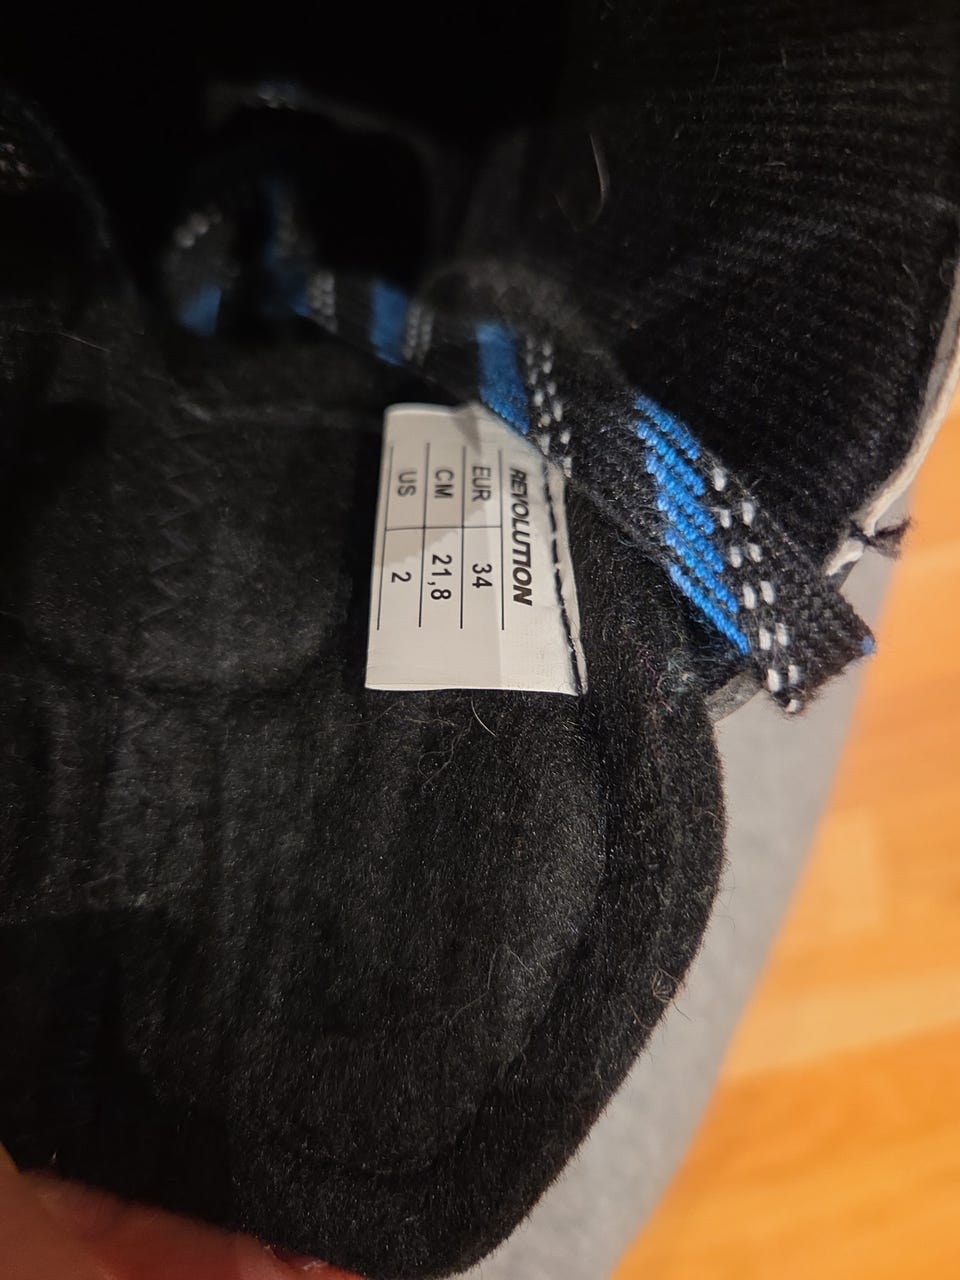 REVOLUTION
EUR 34
CM 21,8
US 2